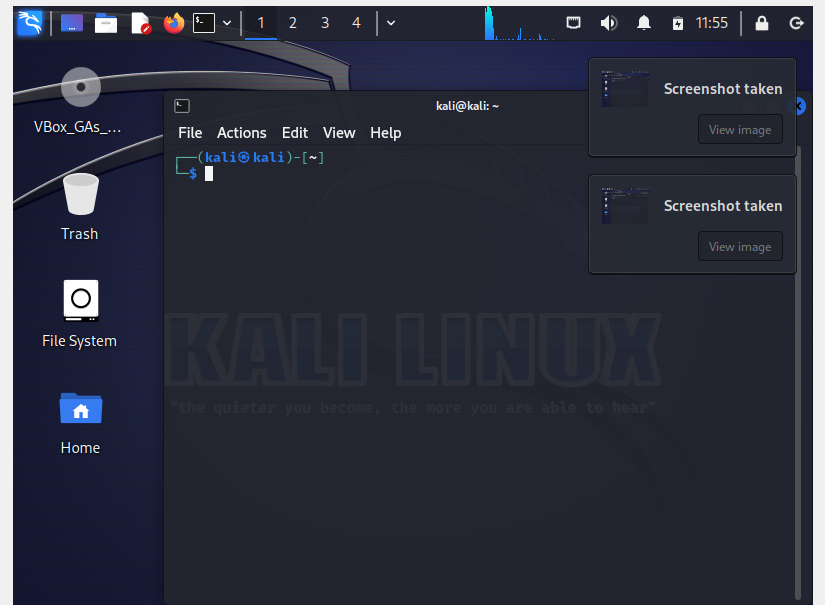 1 2 3 4 11:55
VBox_GAs_...
Trash
File System
Home
kali@kali: ~
File Actions Edit View Help
┌──(kali㉿kali)-[~]
└─$
KALI LINUX
"the quieter you become, the more you are able to hear"
Screenshot taken
View image
Screenshot taken
View image